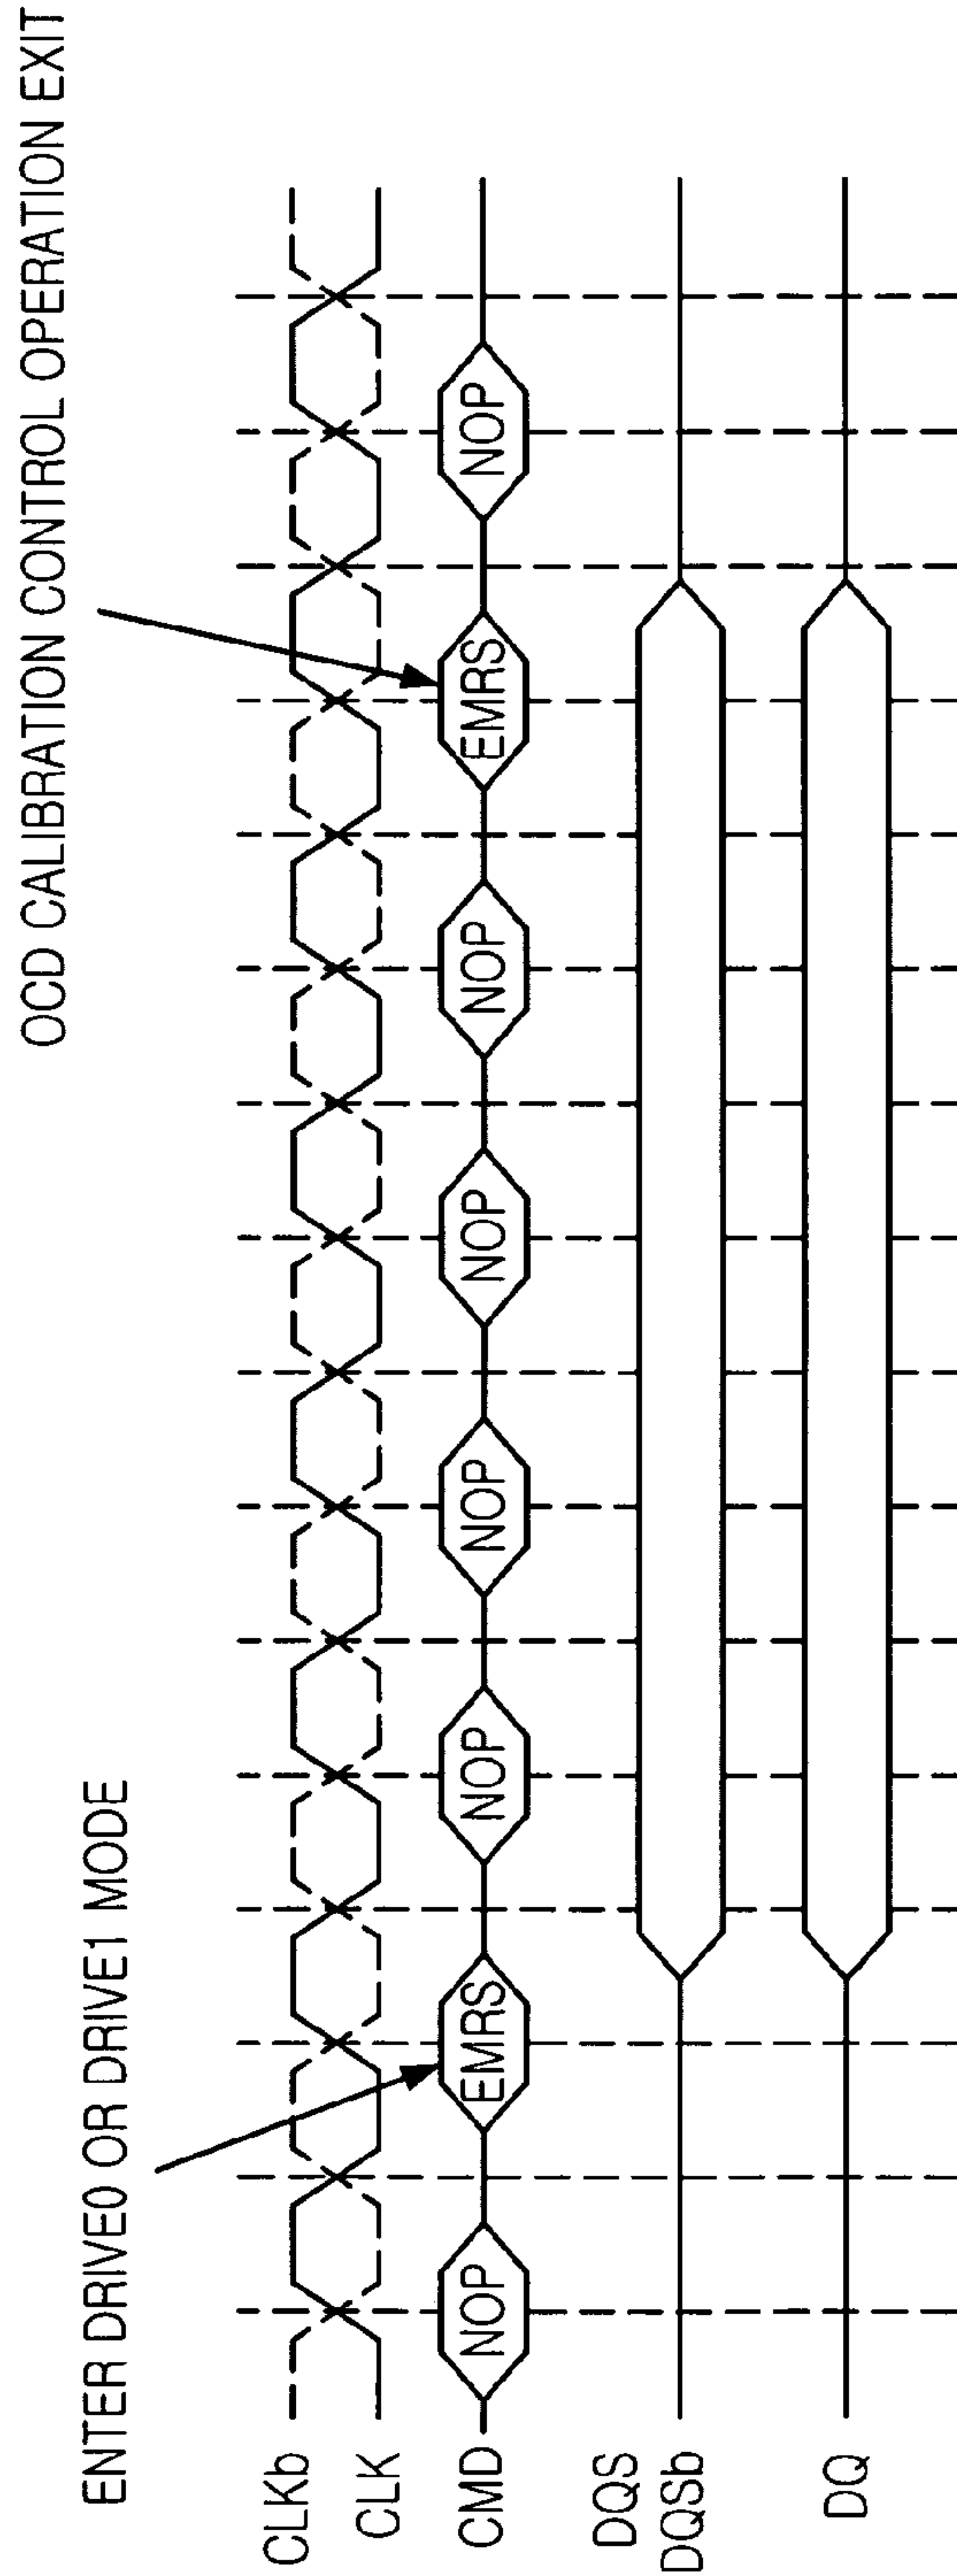 OCD CALIBRATION CONTROL OPERATION EXIT
ENTER DRIVE0 OR DRIVE1 MODE
CLKb
CLK
CMD NOP EMRS NOP NOP NOP NOP EMRS NOP
DQS
DQSb
DQ